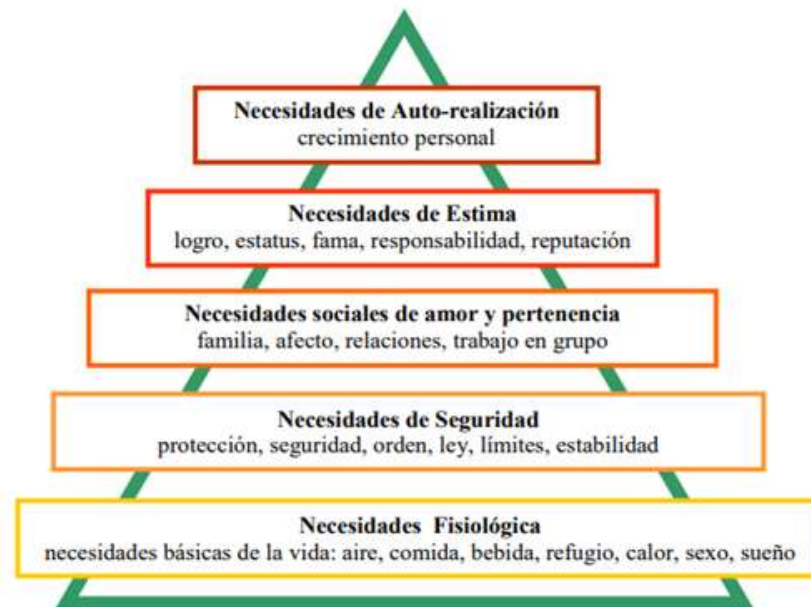 Necesidades de Auto-realización
crecimiento personal
Necesidades de Estima
logro, estatus, fama, responsabilidad, reputación
Necesidades sociales de amor y pertenencia
familia, afecto, relaciones, trabajo en grupo
Necesidades de Seguridad
protección, seguridad, orden, ley, límites, estabilidad
Necesidades Fisiológica
necesidades básicas de la vida: aire, comida, bebida, refugio, calor, sexo, sueño